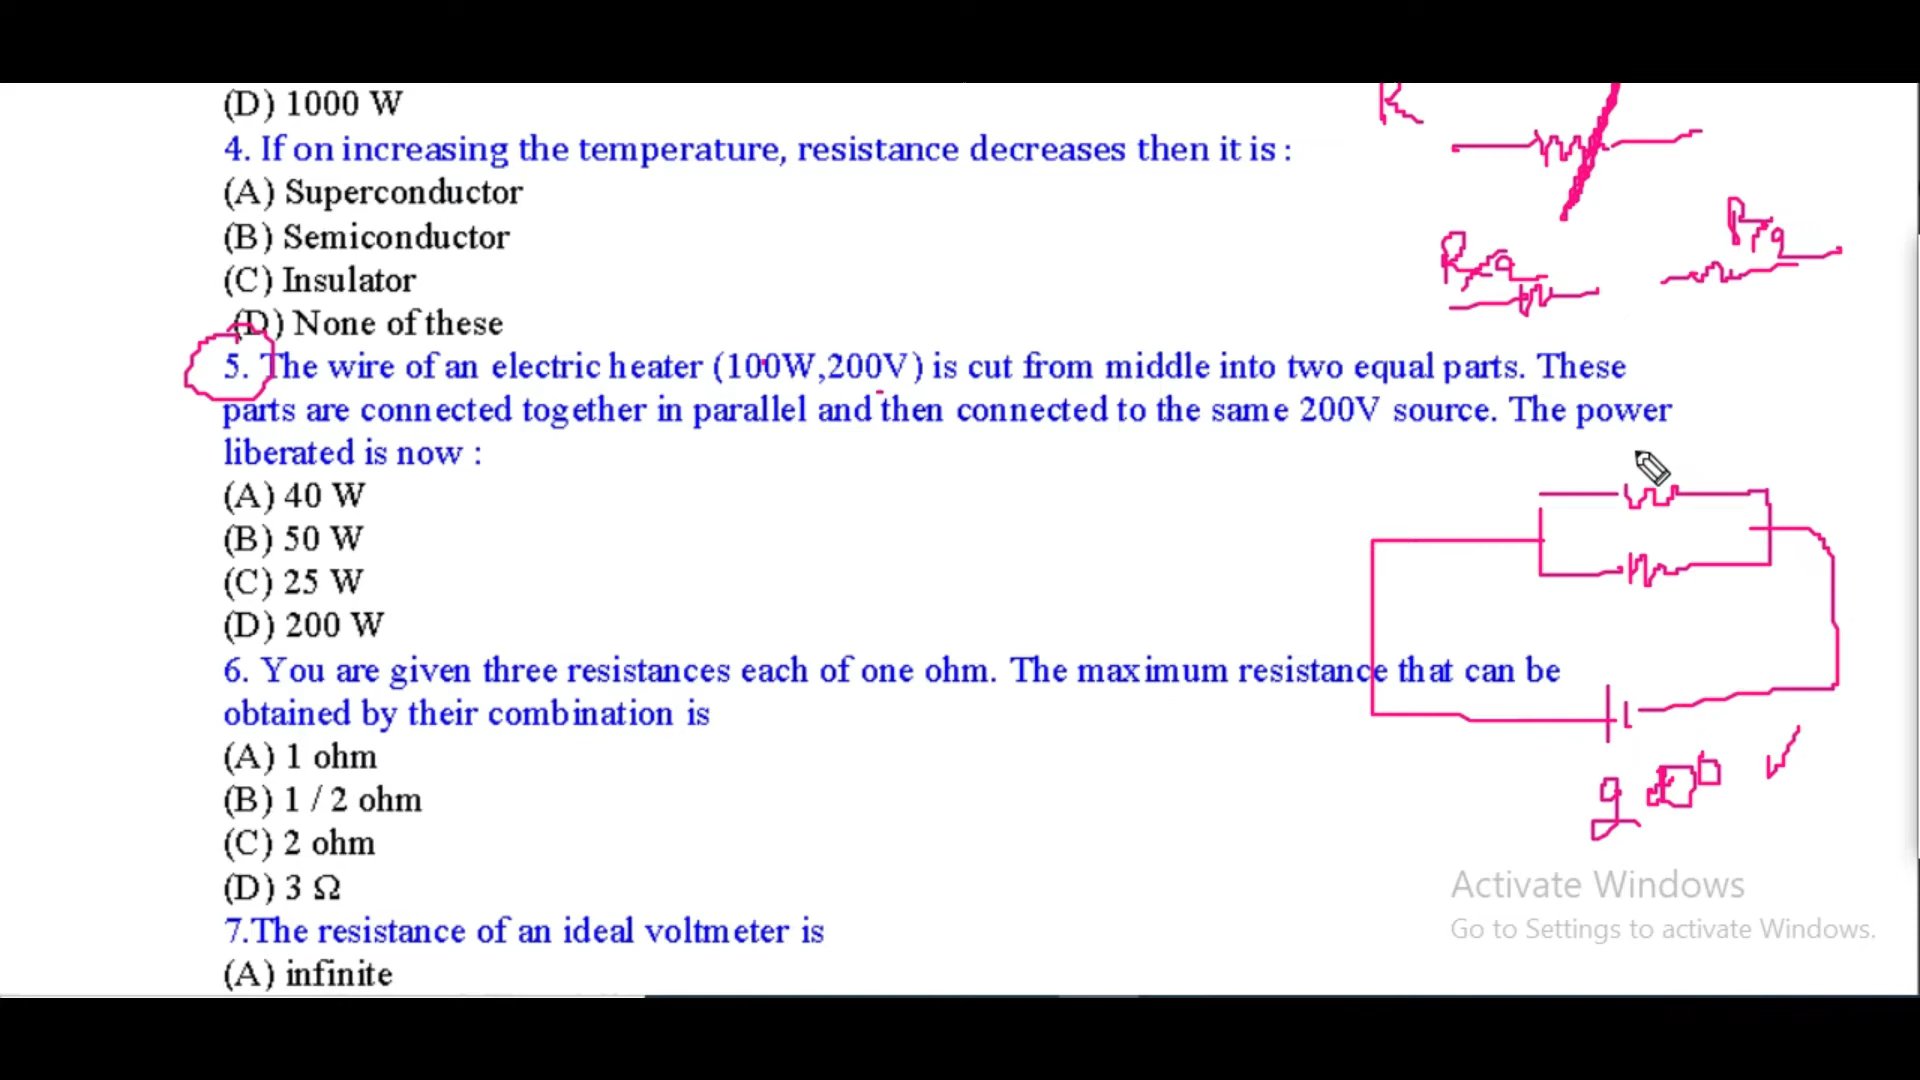 (D) 1000 W
R
4. If on increasing the temperature, resistance decreases then it is :
(A) Superconductor
(B) Semiconductor
(C) Insulator
(D) None of these
5. The wire of an electric heater (100W,200V) is cut from middle into two equal parts. These
parts are connected together in parallel and then connected to the same 200V source. The power
liberated is now :
(A) 40 W
(B) 50 W
(C) 25 W
(D) 200 W
6. You are given three resistances each of one ohm. The maximum resistance that can be
obtained by their combination is
(A) 1 ohm
(B) 1 / 2 ohm
(C) 2 ohm
(D) 3 Ω
200 V
7.The resistance of an ideal voltmeter is
(A) infinite
Activate Windows
Go to Settings to activate Windows.